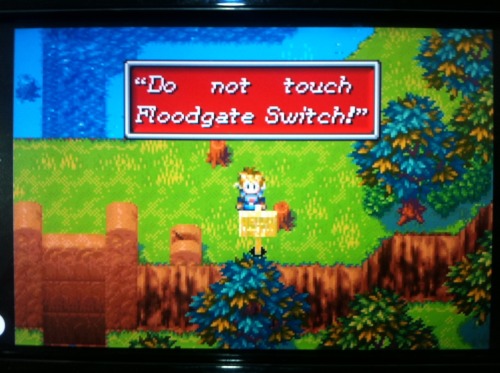 “Do not touch
Floodgate Switch!”